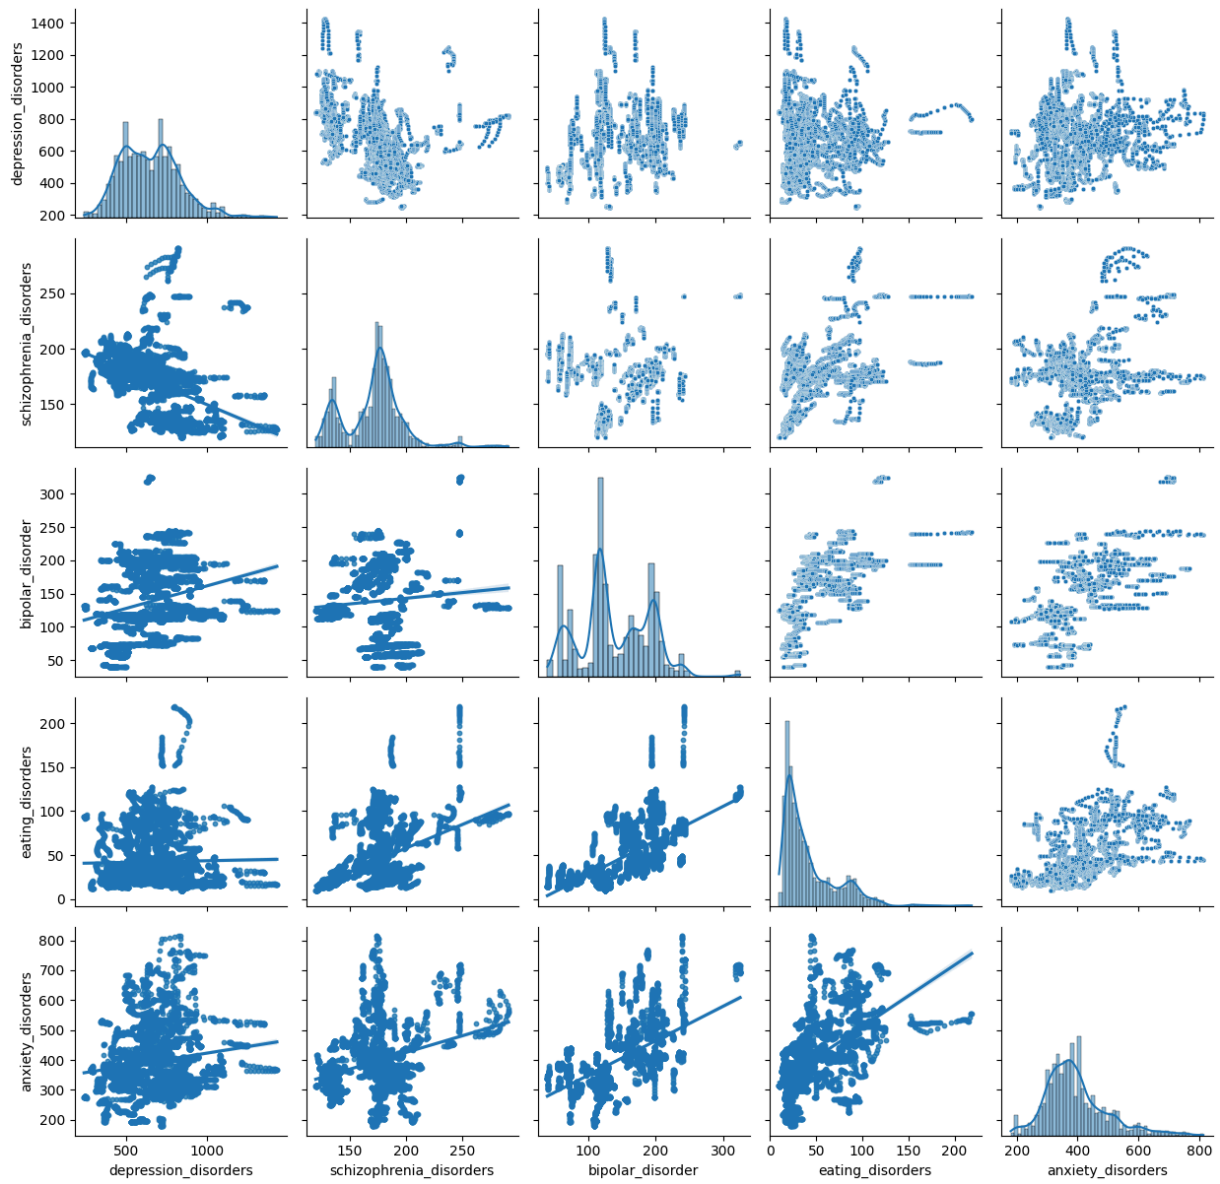 1400
1200
1000
800
600
400
200
depression_disorders
250
200
150
schizophrenia_disorders
300
250
200
150
100
50
bipolar_disorder
200
150
100
50
0
eating_disorders
800
700
600
500
400
300
200
anxiety_disorders
500 1000
150 200 250
100 200 300
0 50 100 150 200
200 400 600 800
depression_disorders
schizophrenia_disorders
bipolar_disorder
eating_disorders
anxiety_disorders